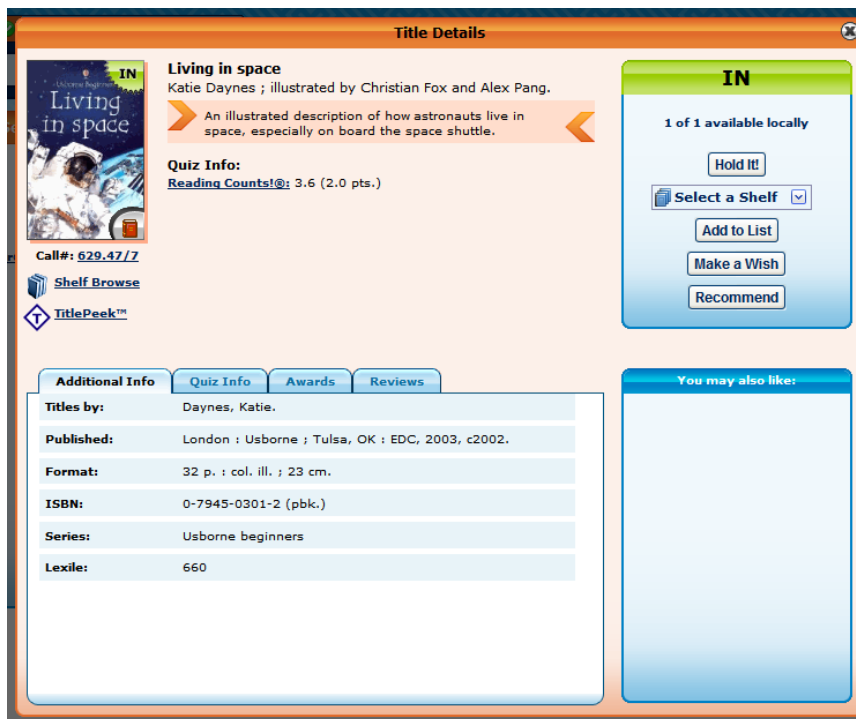 Title Details
IN
Usborne Beginners
Living
in space
Living in space
Katie Daynes ; illustrated by Christian Fox and Alex Pang.
An illustrated description of how astronauts live in
space, especially on board the space shuttle.
Quiz Info:
Reading Counts!®: 3.6 (2.0 pts.)
Call#: 629.47/7
Shelf Browse
T
TitlePeek™
IN
1 of 1 available locally
Hold It!
Select a Shelf
Add to List
Make a Wish
Recommend
Additional Info
Quiz Info
Awards
Reviews
Titles by: Daynes, Katie.
Published: London : Usborne ; Tulsa, OK : EDC, 2003, c2002.
Format: 32 p. : col. ill. ; 23 cm.
ISBN: 0-7945-0301-2 (pbk.)
Series: Usborne beginners
Lexile: 660
You may also like: